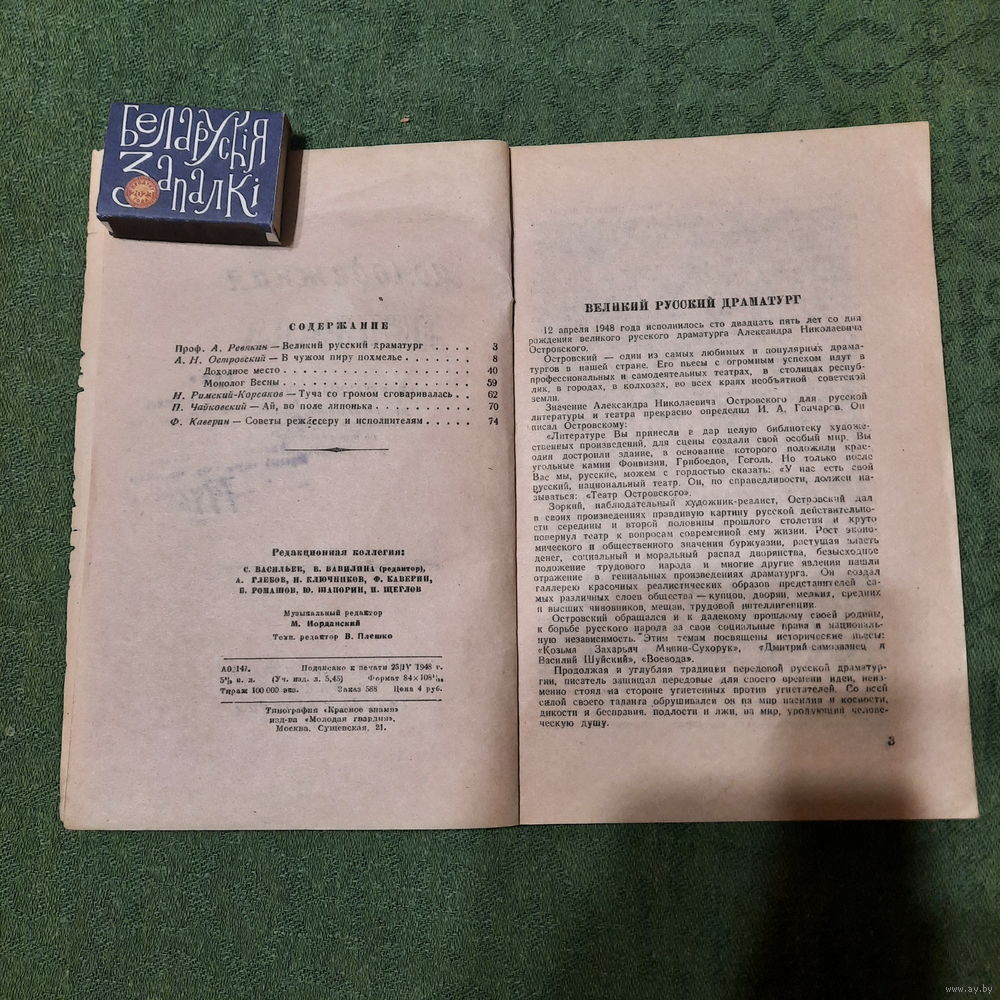 БеларУскія
Запалкі
СОДЕРЖАНИЕ
Проф. А. Ревякин — Великий русский драматург . . . . 3
А. Н. Островский — В чужом пиру похмелье . . . . . 8
Доходное место . . . . . 40
Монолог Весны . . . . . 59
Н. Римский-Корсаков — Туча со громом сговаривалась . . 62
П. Чайковский — Ай, во поле липонька . . . . . 70
Ф. Каверин — Советы режиссеру и исполнителям . . . . . 74
Редакционная коллегия:
С. ВАСИЛЬЕВ, В. ВАВИЛИНА (редактор),
А. ГЛЕБОВ, Н. КЛЮЧНИКОВ, Ф. КАВЕРИН,
Б. РОМАШОВ, Ю. ШАПОРИН, И. ЩЕГЛОВ
Музыкальный редактор
М. Иорданский
Техн. редактор В. Плешко
Подписано к печати 1948 г.
(Уч. изд. л. 5,45)
Тираж 100 000 экз. Заказ 588 Цена 4 руб.
Типография «Красное знамя»
изд-ва «Молодая гвардия»,
Москва, Сущевская, 21.
ВЕЛИКИЙ РУССКИЙ ДРАМАТУРГ
12 апреля 1948 года исполнилось сто двадцать пять лет со дня
рождения великого русского драматурга Александра Николаевича
Островского.
Островский — один из самых любимых и популярных драма-
тургов в нашей стране. Его пьесы с огромным успехом идут в
профессиональных и самодеятельных театрах, в столицах респуб-
лик, в городах, в колхозах, во всех краях необъятной советской
земли.
Значение Александра Николаевича Островского для русской
литературы и театра прекрасно определил И. А. Гончаров. Он
писал Островскому:
«Литературе Вы принесли в дар целую библиотеку художе-
ственных произведений, для сцены создали свой особый мир. Вы
один достроили здание, в основание которого положили крае-
угольные камни Фонвизин, Грибоедов, Гоголь. Но только после
Вас мы, русские, можем с гордостью сказать: «У нас есть свой
русский, национальный театр. Он, по справедливости, должен на-
зываться: «Театр Островского».
Зоркий, наблюдательный художник-реалист, Островский дал
в своих произведениях правдивую картину русской действительно-
сти середины и второй половины прошлого столетия и круто
повернул театр к вопросам современной ему жизни. Рост эконо-
мического и общественного значения буржуазии, растущая власть
денег, социальный и моральный распад дворянства, безысходное
положение трудового народа и многие другие явления нашли
отражение в гениальных произведениях драматурга. Он создал
галлерею красочных реалистических образов представителей са-
мых различных слоев общества — купцов, дворян, мелких, средних
и высших чиновников, мещан, трудовой интеллигенции.
Островский обращался и к далекому прошлому своей родины,
к борьбе русского народа за свои социальные права и националь-
ную независимость. Этим темам посвящены исторические пьесы:
«Козьма Захарьич Минин-Сухорук», «Дмитрий самозванец и
Василий Шуйский», «Воевода».
Продолжая и углубляя традиции передовой русской драматур-
гии, писатель защищал передовые для своего времени идеи, неиз-
менно стоял на стороне угнетенных против угнетателей. Со всей
силой своего таланта обрушивался он на мир насилия и косности,
дикости и бесправия, подлости и лжи, на мир, уродующий челове-
ческую душу.
3
www.ay.by